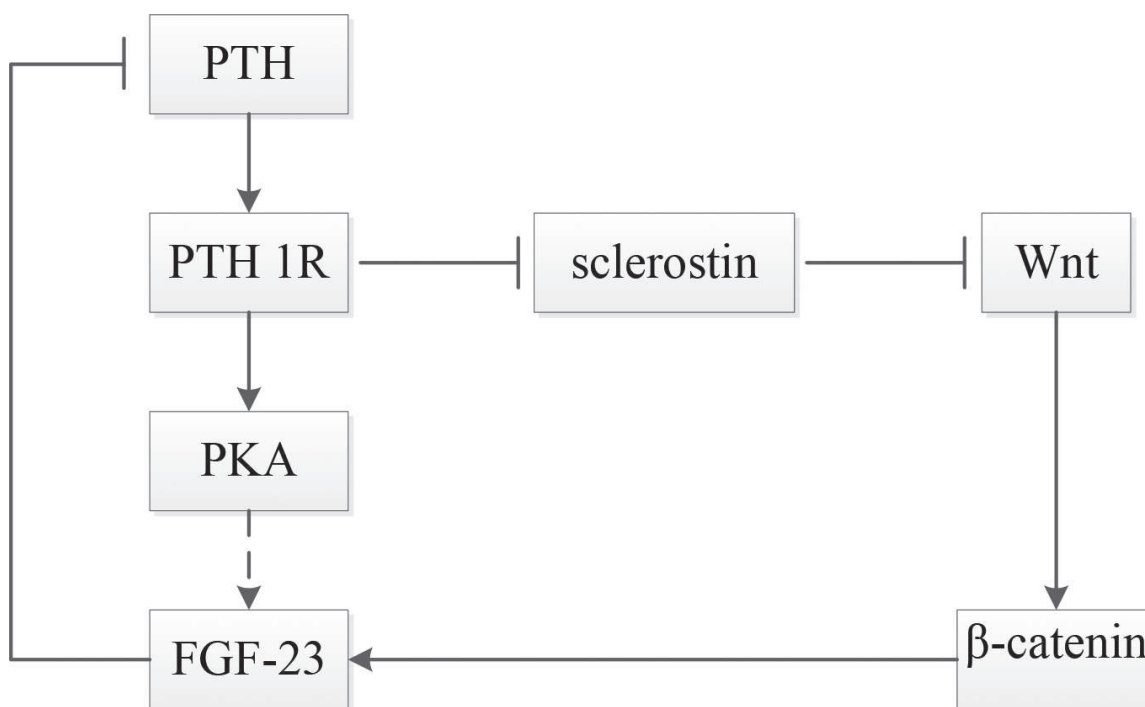 PTH
PTH 1R
sclerostin
Wnt
PKA
FGF-23
β-catenin